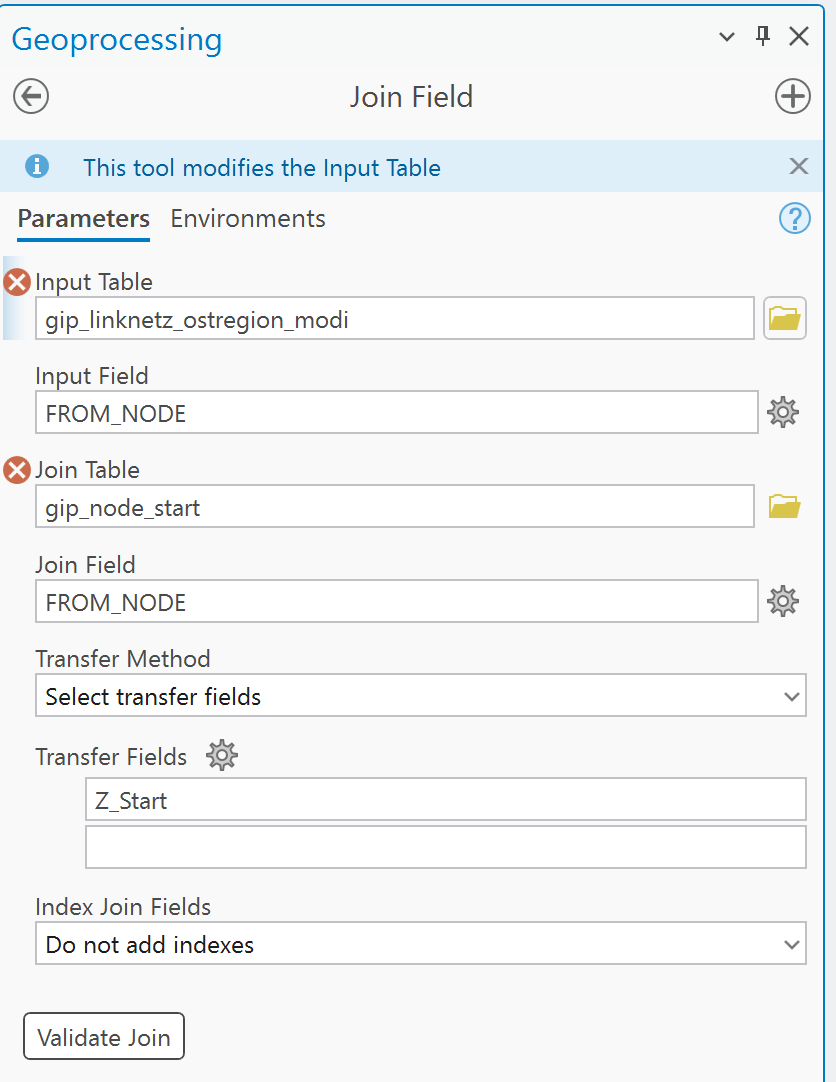 Geoprocessing
Join Field
This tool modifies the Input Table
Parameters Environments
Input Table
gip_linknetz_ostregion_modi
Input Field
FROM_NODE
Join Table
gip_node_start
Join Field
FROM_NODE
Transfer Method
Select transfer fields
Transfer Fields
Z_Start
Index Join Fields
Do not add indexes
Validate Join